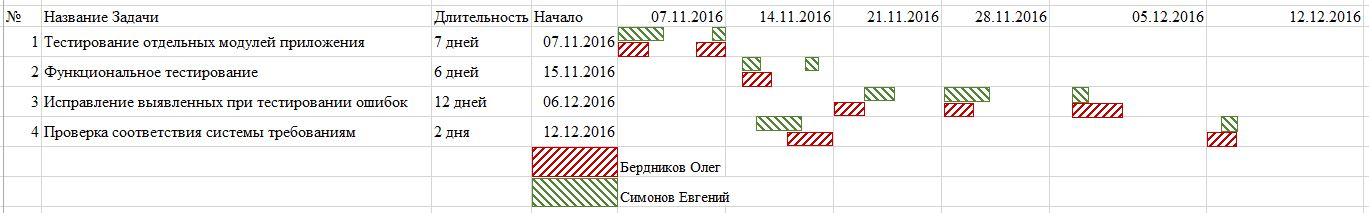 № Название Задачи Длительность Начало 07.11.2016 14.11.2016 21.11.2016 28.11.2016 05.12.2016 12.12.2016
1 Тестирование отдельных модулей приложения 7 дней 07.11.2016
2 Функциональное тестирование 6 дней 15.11.2016
3 Исправление выявленных при тестировании ошибок 12 дней 06.12.2016
4 Проверка соответствия системы требованиям 2 дня 12.12.2016
Бердников Олег
Симонов Евгений